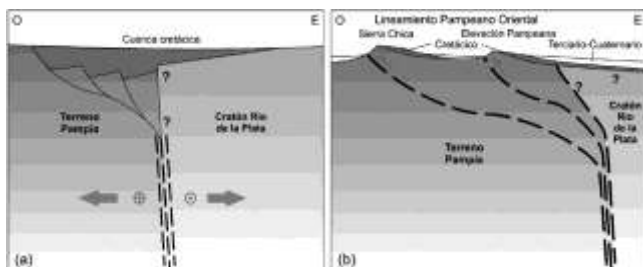 O
E
Cuenca cretácica
?
?
Terreno
Pampia
Cratón Río
de la Plata
(a)
O
Lineamiento Pampeano Oriental
E
Sierra Chica
Elevación Pampeana
Cretácico
Terciario-Cuaternario
?
?
Cratón
Río de
la Plata
Terreno
Pampia
(b)